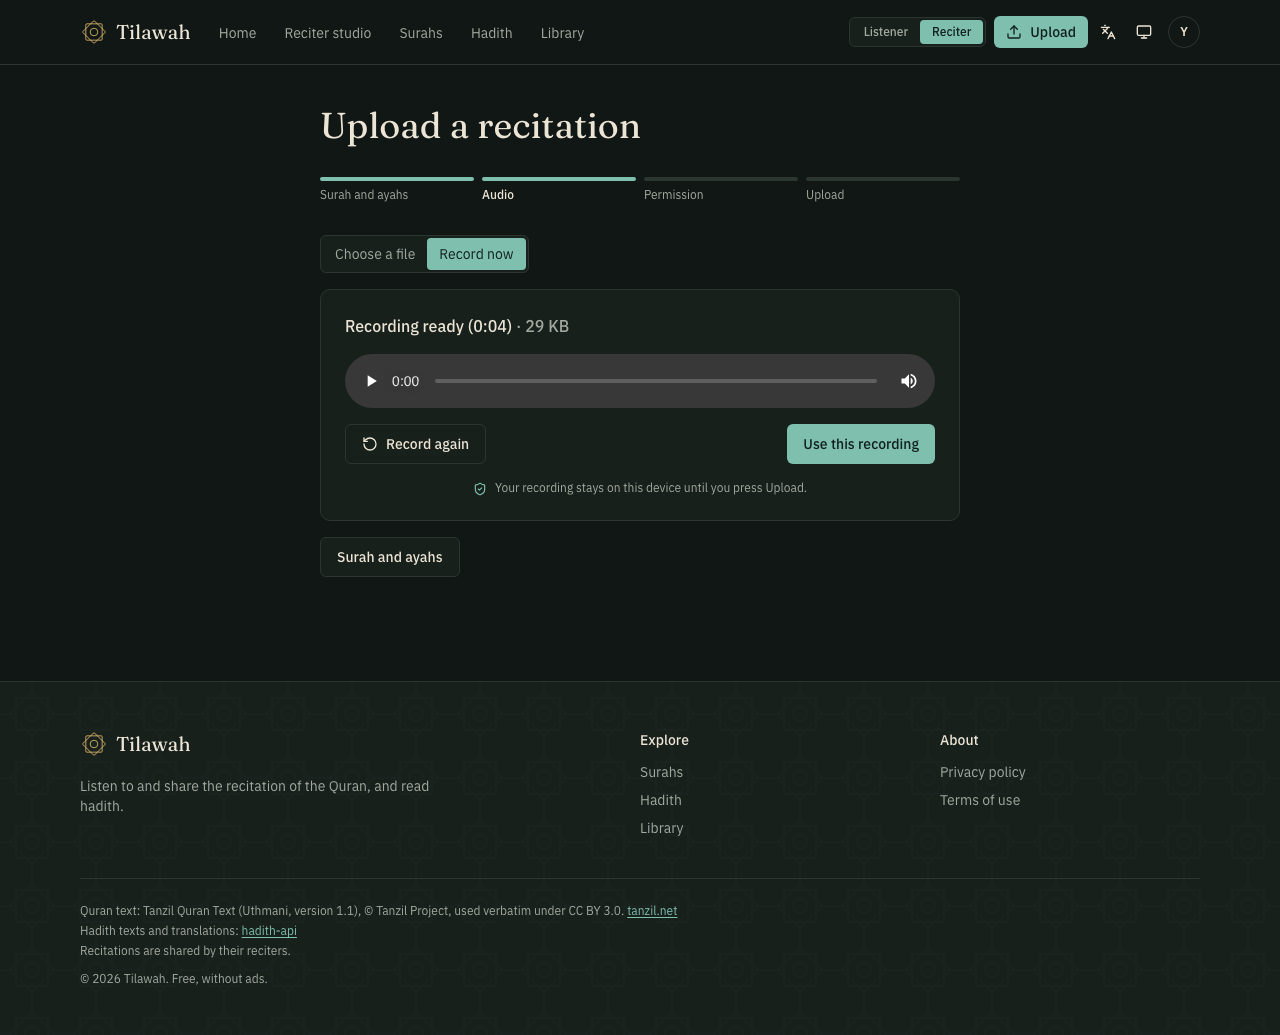 Tilawah
Home
Reciter studio
Surahs
Hadith
Library
Listener
Reciter
Upload
Y
Upload a recitation
Surah and ayahs
Audio
Permission
Upload
Choose a file
Record now
Recording ready (0:04) · 29 KB
0:00
Record again
Use this recording
Your recording stays on this device until you press Upload.
Surah and ayahs
Tilawah
Listen to and share the recitation of the Quran, and read
hadith.
Explore
Surahs
Hadith
Library
About
Privacy policy
Terms of use
Quran text: Tanzil Quran Text (Uthmani, version 1.1), © Tanzil Project, used verbatim under CC BY 3.0. tanzil.net
Hadith texts and translations: hadith-api
Recitations are shared by their reciters.
© 2026 Tilawah. Free, without ads.